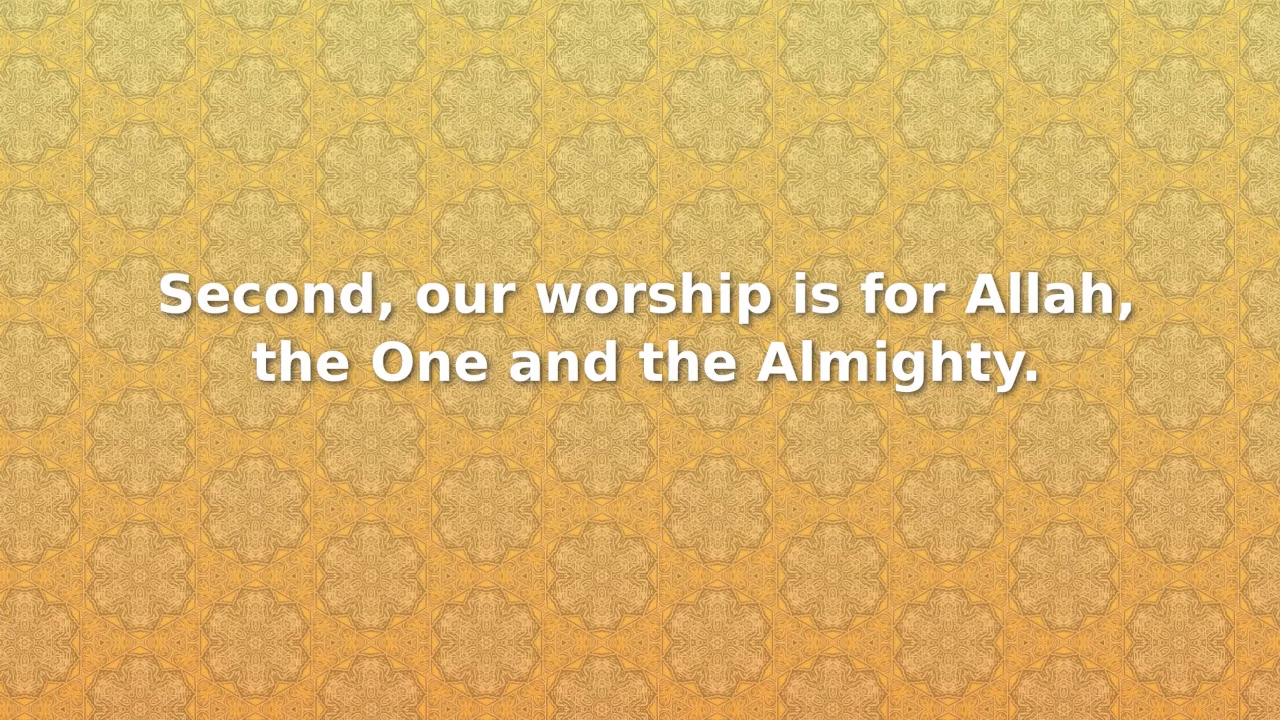 Second, our worship is for Allah,
the One and the Almighty.